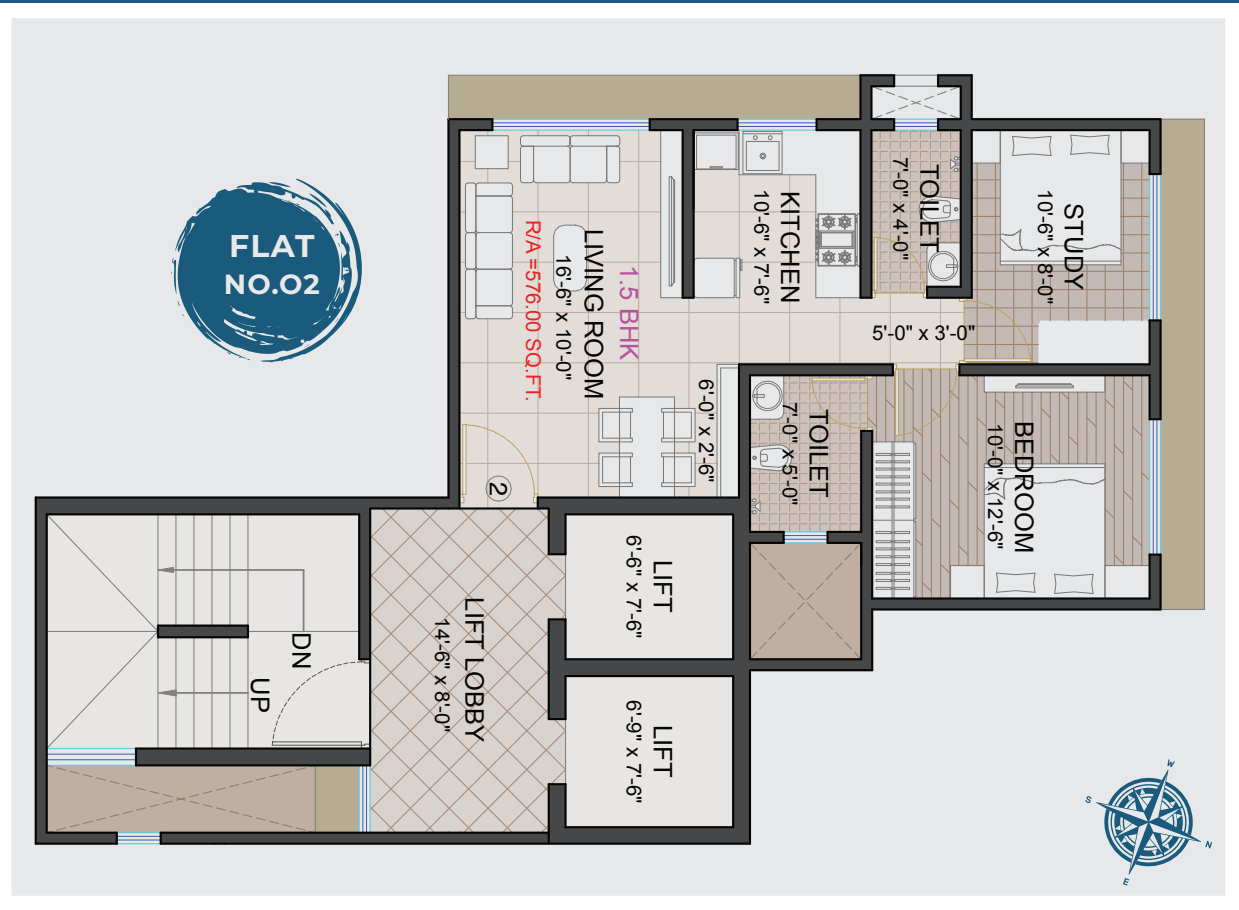 FLAT
NO.O2
LIVING ROOM
16'-6" x 10'-0"
R/A =576.00 SQ.FT.
1.5 BHK
KITCHEN
10'-6" x 7'-6"
TOILET
7'-0" x 4'-0"
STUDY
10'-6" x 8'-0"
5'-0" x 3'-0"
6'-0" x 2'-6"
TOILET
7'-0" x 5'-0"
BEDROOM
10'-0" x 12'-6"
2
LIFT
6'-6" x 7'-6"
LIFT LOBBY
14'-6" x 8'-0"
LIFT
6'-9" x 7'-6"
DN
UP
W
S
N
E